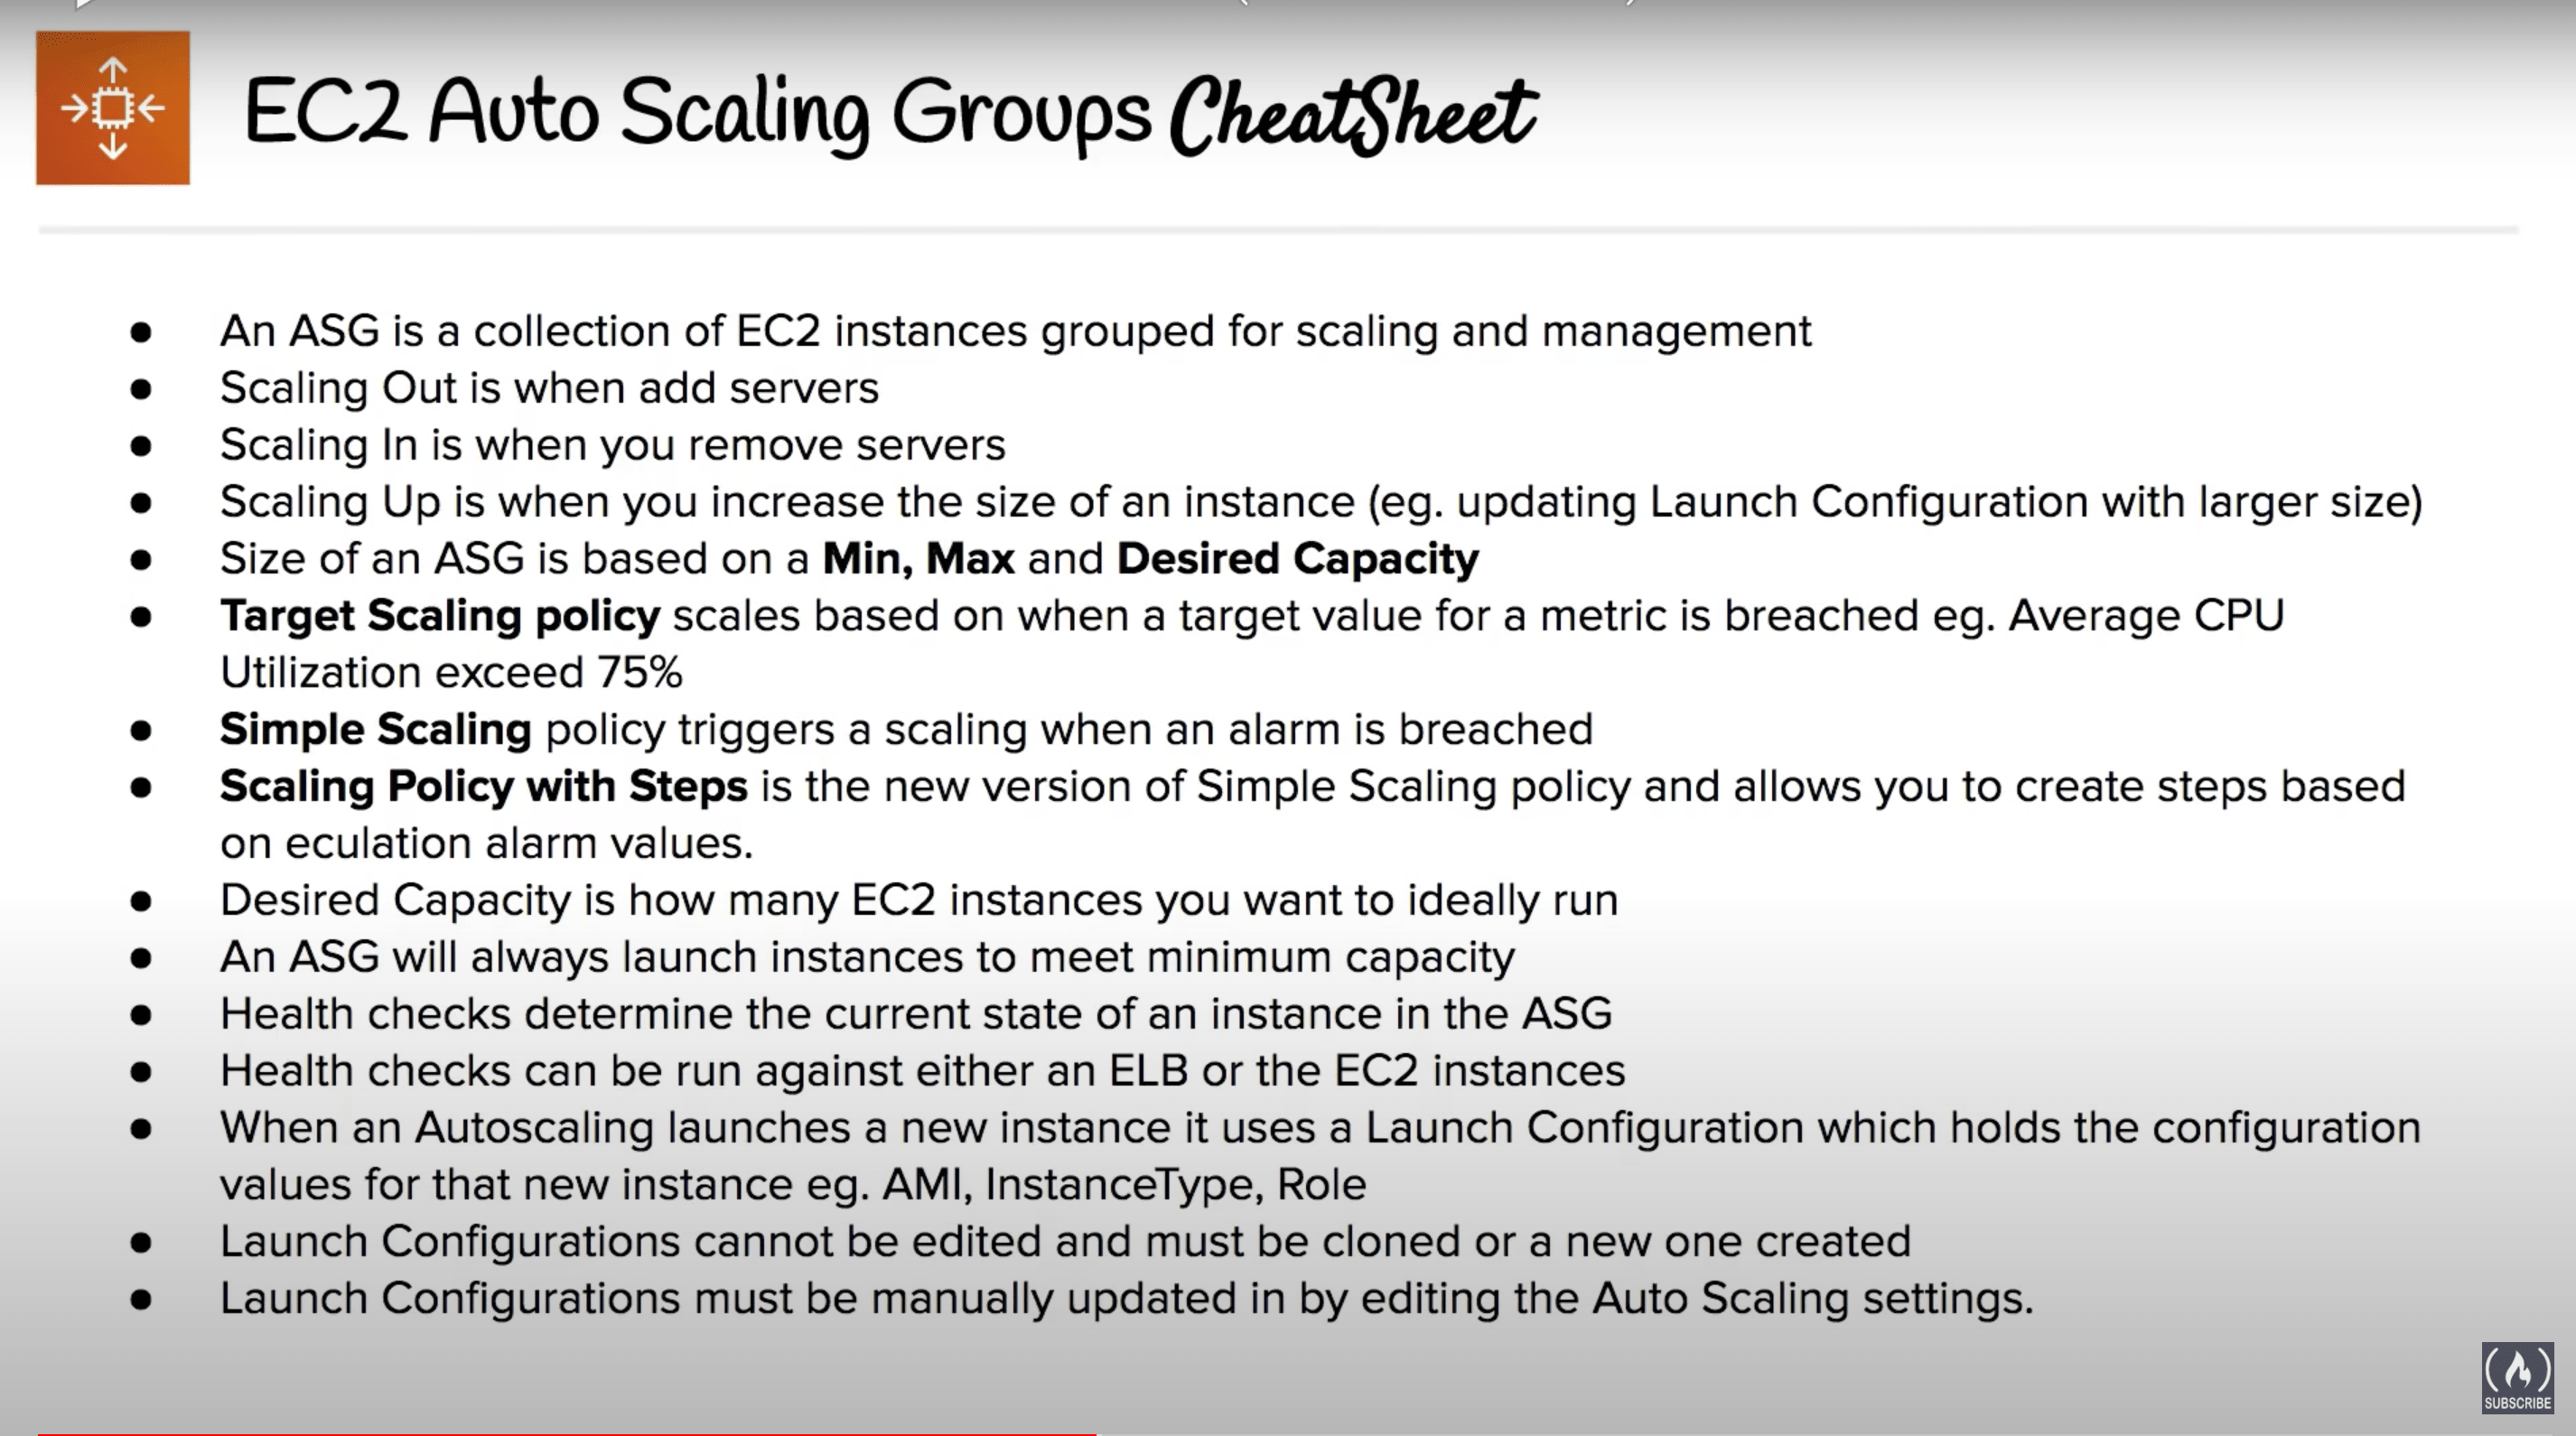 EC2 Auto Scaling Groups CheatSheet
● An ASG is a collection of EC2 instances grouped for scaling and management
● Scaling Out is when add servers
● Scaling In is when you remove servers
● Scaling Up is when you increase the size of an instance (eg. updating Launch Configuration with larger size)
● Size of an ASG is based on a Min, Max and Desired Capacity
● Target Scaling policy scales based on when a target value for a metric is breached eg. Average CPU
Utilization exceed 75%
● Simple Scaling policy triggers a scaling when an alarm is breached
● Scaling Policy with Steps is the new version of Simple Scaling policy and allows you to create steps based
on eculation alarm values.
● Desired Capacity is how many EC2 instances you want to ideally run
● An ASG will always launch instances to meet minimum capacity
● Health checks determine the current state of an instance in the ASG
● Health checks can be run against either an ELB or the EC2 instances
● When an Autoscaling launches a new instance it uses a Launch Configuration which holds the configuration
values for that new instance eg. AMI, InstanceType, Role
● Launch Configurations cannot be edited and must be cloned or a new one created
● Launch Configurations must be manually updated in by editing the Auto Scaling settings.
SUBSCRIBE